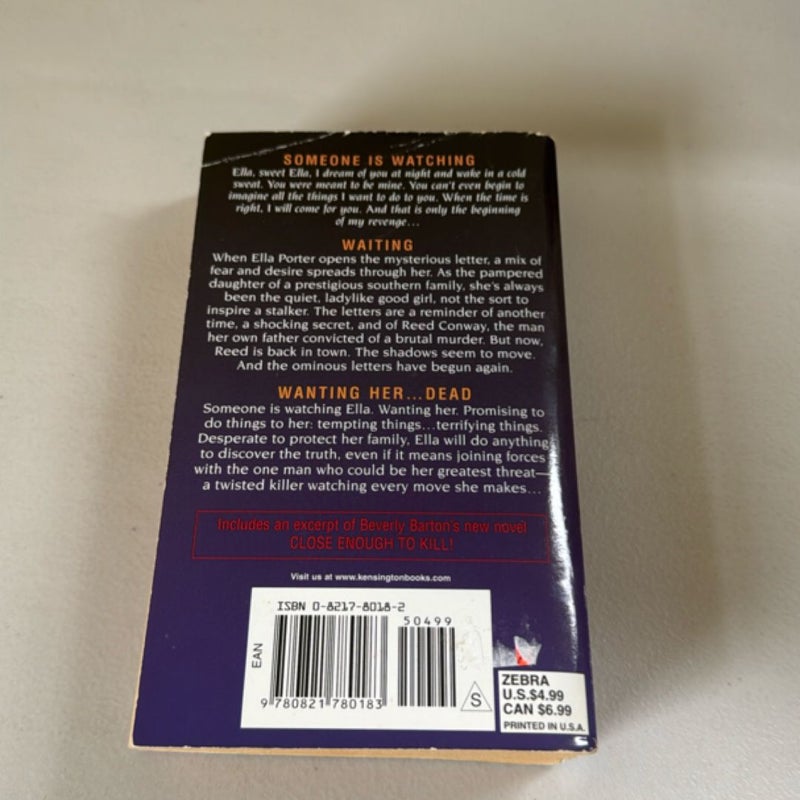 SOMEONE IS WATCHING
Ella, sweet Ella, I dream of you at night and wake in a cold
sweat. You were meant to be mine. You can't even begin to
imagine all the things I want to do to you. When the time is
right, I will come for you. And that is only the beginning
of my revenge...
WAITING
When Ella Porter opens the mysterious letter, a mix of
fear and desire spreads through her. As the pampered
daughter of a prestigious southern family, she's always
been the quiet, ladylike good girl, not the sort to
inspire a stalker. The letters are a reminder of another
time, a shocking secret, and of Reed Conway, the man
her own father convicted of a brutal murder. But now,
Reed is back in town. The shadows seem to move.
And the ominous letters have begun again.
WANTING HER...DEAD
Someone is watching Ella. Wanting her. Promising to
do things to her: tempting things...terrifying things.
Desperate to protect her family, Ella will do anything
to discover the truth, even if it means joining forces
with the one man who could be her greatest threat—
a twisted killer watching every move she makes...
Includes an excerpt of Beverly Barton's new novel
CLOSE ENOUGH TO KILL!
Visit us at www.kensingtonbooks.com
ISBN 0-8217-8018-2
50499
EAN
9 780821 780183
S
ZEBRA
U.S.$4.99
CAN $6.99
PRINTED IN U.S.A.